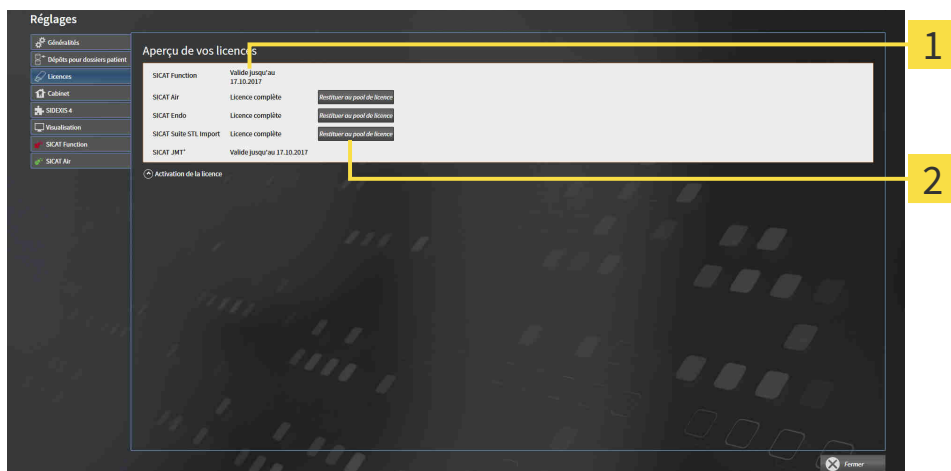 Réglages
Généralités
Dépôts pour dossiers patient
Licences
Cabinet
SIDEXIS 4
Visualisation
SICAT Function
SICAT Air
Aperçu de vos licences
SICAT Function Valide jusqu'au
17.10.2017
SICAT Air Licence complète Restituer au pool de licence
SICAT Endo Licence complète Restituer au pool de licence
SICAT Suite STL Import Licence complète Restituer au pool de licence
SICAT JMT+ Valide jusqu'au 17.10.2017
Activation de la licence
Fermer
1
2